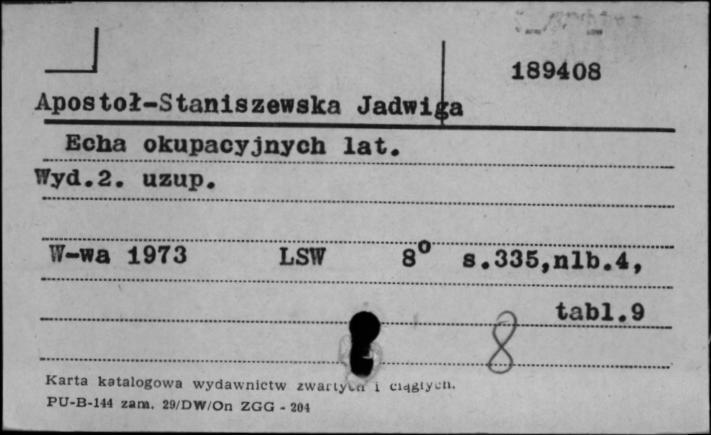 189408
Apostoł-Staniszewska Jadwiga
Echa okupacyjnych lat.
Wyd.2. uzup.
W-wa 1973 LSW 8° s.335,nlb.4,
tabl.9
8
Karta katalogowa wydawnictw zwartych i ciągłych.
PU-B-144 zam. 29/DW/On ZGG - 204